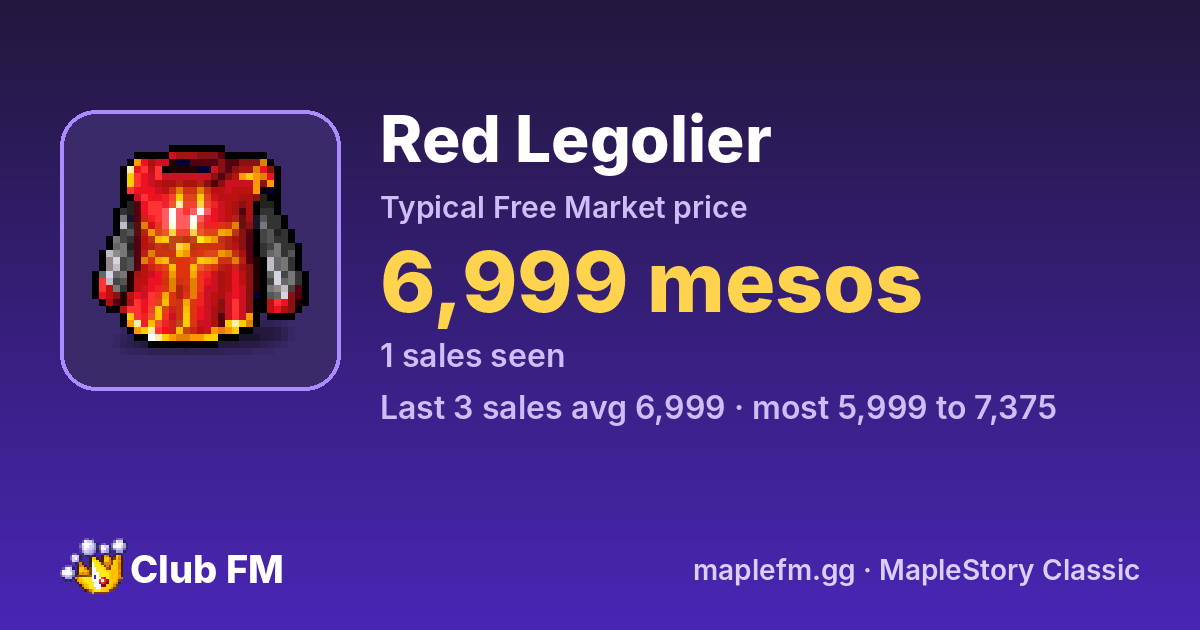 Red Legolier
Typical Free Market price
6,999 mesos
1 sales seen
Last 3 sales avg 6,999 · most 5,999 to 7,375
Club FM
maplefm.gg · MapleStory Classic